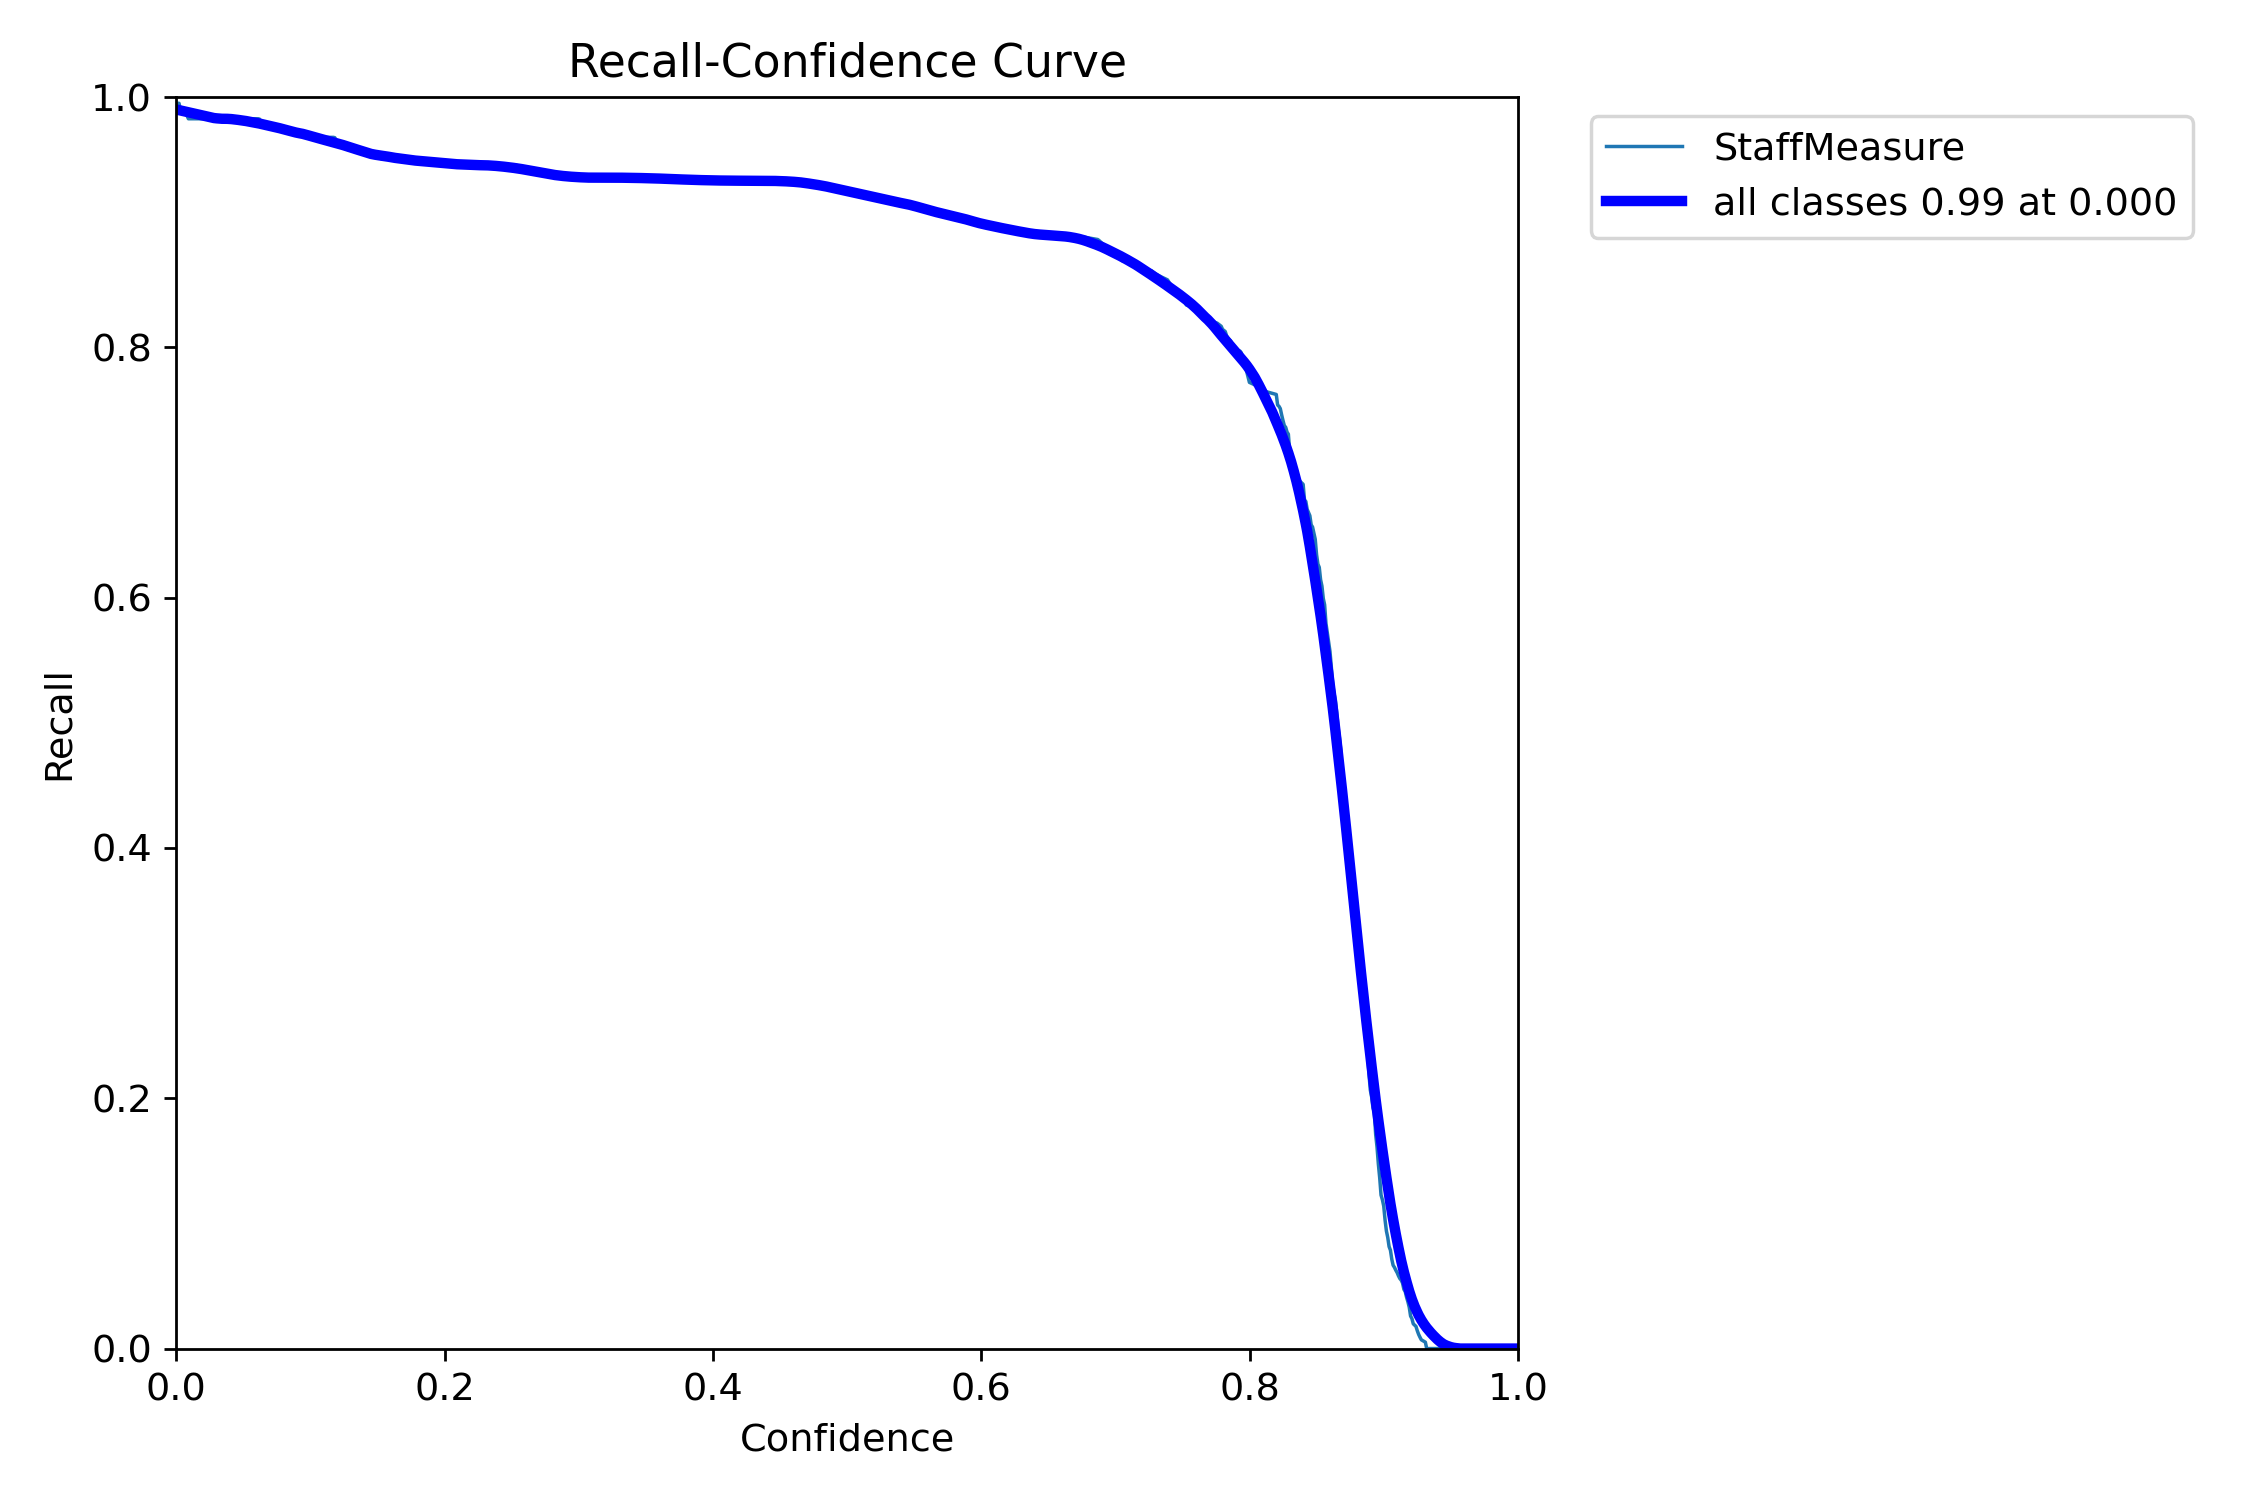 Recall-Confidence Curve
StaffMeasure
all classes 0.99 at 0.000
1.0
0.8
0.6
0.4
0.2
0.0
Recall
0.0 0.2 0.4 0.6 0.8 1.0
Confidence